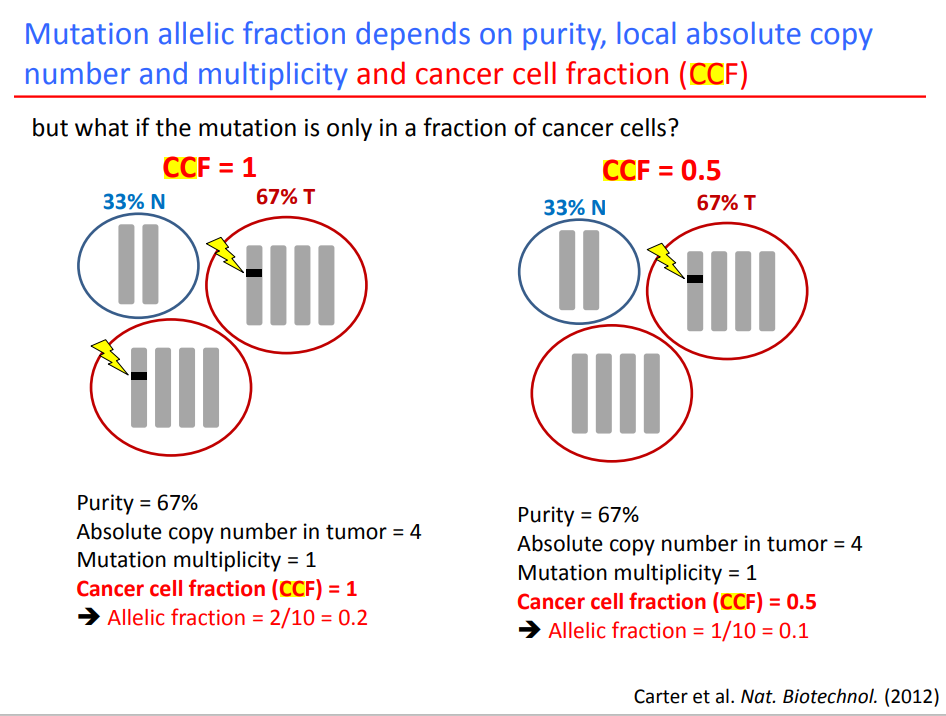 Mutation allelic fraction depends on purity, local absolute copy
number and multiplicity and cancer cell fraction (CCF)
but what if the mutation is only in a fraction of cancer cells?
CCF = 1
33% N
67% T
Purity = 67%
Absolute copy number in tumor = 4
Mutation multiplicity = 1
Cancer cell fraction (CCF) = 1
➔ Allelic fraction = 2/10 = 0.2
CCF = 0.5
33% N
67% T
Purity = 67%
Absolute copy number in tumor = 4
Mutation multiplicity = 1
Cancer cell fraction (CCF) = 0.5
➔ Allelic fraction = 1/10 = 0.1
Carter et al. Nat. Biotechnol. (2012)